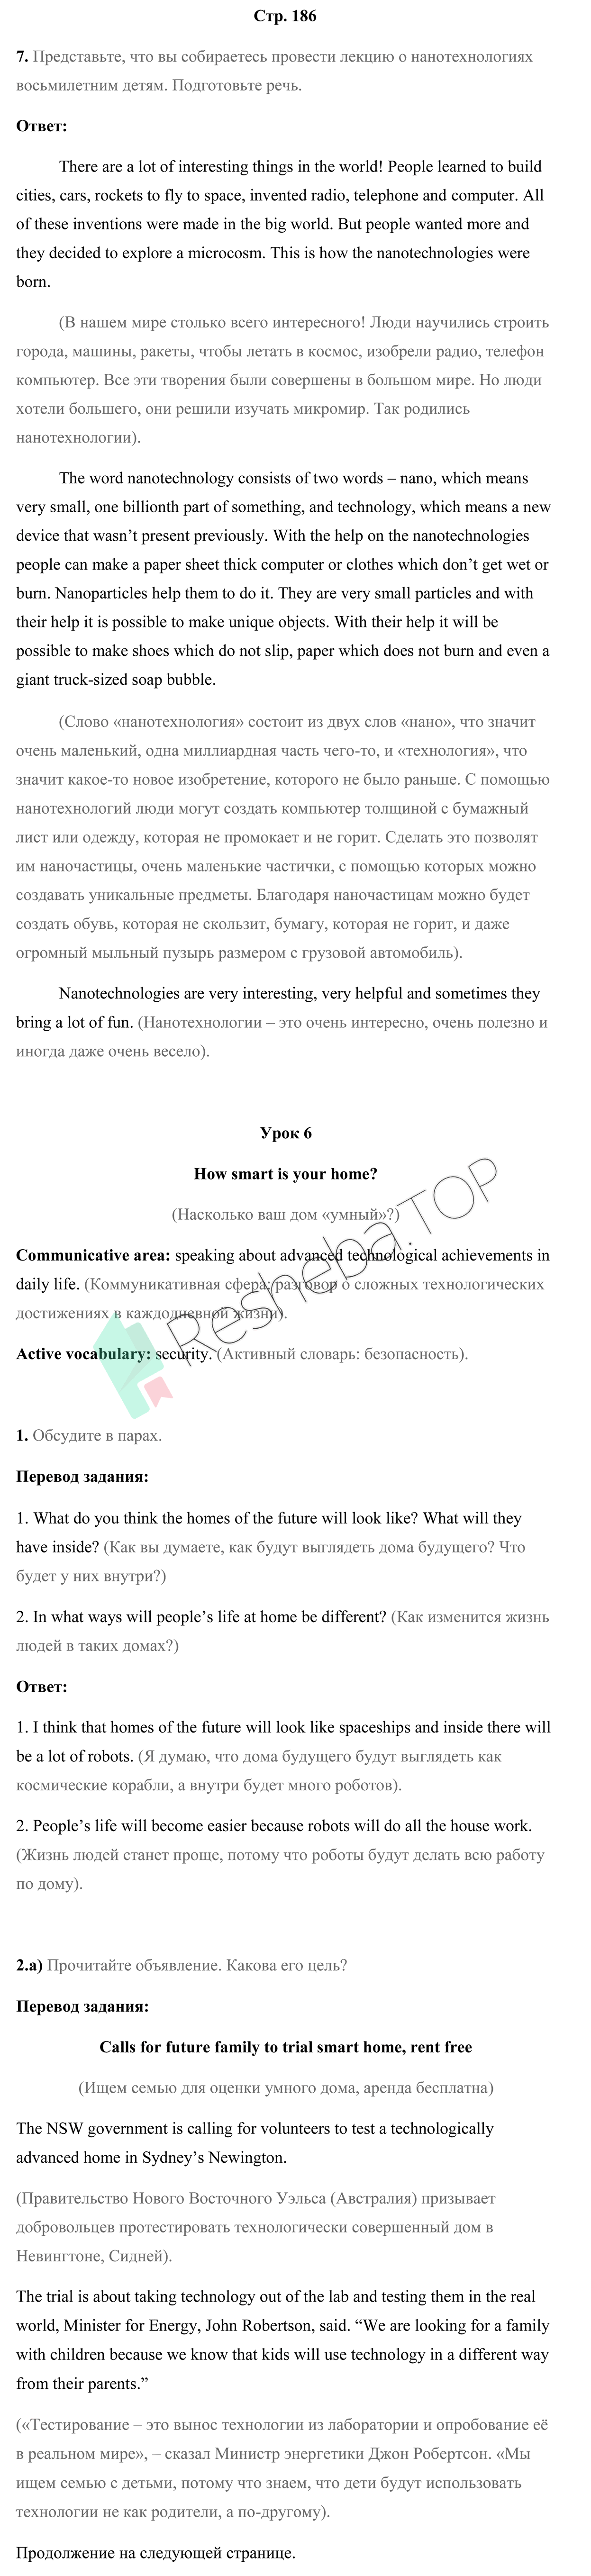 Стр. 186
7. Представьте, что вы собираетесь провести лекцию о нанотехнологиях
восьмилетним детям. Подготовьте речь.
Ответ:
There are a lot of interesting things in the world! People learned to build
cities, cars, rockets to fly to space, invented radio, telephone and computer. All
of these inventions were made in the big world. But people wanted more and
they decided to explore a microcosm. This is how the nanotechnologies were
born.
(В нашем мире столько всего интересного! Люди научились строить
города, машины, ракеты, чтобы летать в космос, изобрели радио, телефон
компьютер. Все эти творения были совершены в большом мире. Но люди
хотели большего, они решили изучать микромир. Так родились
нанотехнологии).
The word nanotechnology consists of two words – nano, which means
very small, one billionth part of something, and technology, which means a new
device that wasn’t present previously. With the help on the nanotechnologies
people can make a paper sheet thick computer or clothes which don’t get wet or
burn. Nanoparticles help them to do it. They are very small particles and with
their help it is possible to make unique objects. With their help it will be
possible to make shoes which do not slip, paper which does not burn and even a
giant truck-sized soap bubble.
(Слово «нанотехнология» состоит из двух слов «нано», что значит
очень маленький, одна миллиардная часть чего-то, и «технология», что
значит какое-то новое изобретение, которого не было раньше. С помощью
нанотехнологий люди могут создать компьютер толщиной с бумажный
лист или одежду, которая не промокает и не горит. Сделать это позволят
им наночастицы, очень маленькие частички, с помощью которых можно
создавать уникальные предметы. Благодаря наночастицам можно будет
создать обувь, которая не скользит, бумагу, которая не горит, и даже
огромный мыльный пузырь размером с грузовой автомобиль).
Nanotechnologies are very interesting, very helpful and sometimes they
bring a lot of fun. (Нанотехнологии – это очень интересно, очень полезно и
иногда даже очень весело).
Урок 6
How smart is your home?
(Насколько ваш дом «умный»?)
Communicative area: speaking about advanced technological achievements in
daily life. (Коммуникативная сфера: разговор о сложных технологических
достижениях в каждодневной жизни).
Active vocabulary: security. (Активный словарь: безопасность).
Resheba.TOP
1. Обсудите в парах.
Перевод задания:
1. What do you think the homes of the future will look like? What will they
have inside? (Как вы думаете, как будут выглядеть дома будущего? Что
будет у них внутри?)
2. In what ways will people’s life at home be different? (Как изменится жизнь
людей в таких домах?)
Ответ:
1. I think that homes of the future will look like spaceships and inside there will
be a lot of robots. (Я думаю, что дома будущего будут выглядеть как
космические корабли, а внутри будет много роботов).
2. People’s life will become easier because robots will do all the house work.
(Жизнь людей станет проще, потому что роботы будут делать всю работу
по дому).
2.a) Прочитайте объявление. Какова его цель?
Перевод задания:
Calls for future family to trial smart home, rent free
(Ищем семью для оценки умного дома, аренда бесплатна)
The NSW government is calling for volunteers to test a technologically
advanced home in Sydney’s Newington.
(Правительство Нового Восточного Уэльса (Австралия) призывает
добровольцев протестировать технологически совершенный дом в
Невингтоне, Сидней).
The trial is about taking technology out of the lab and testing them in the real
world, Minister for Energy, John Robertson, said. “We are looking for a family
with children because we know that kids will use technology in a different way
from their parents.”
(«Тестирование – это вынос технологии из лаборатории и опробование её
в реальном мире», – сказал Министр энергетики Джон Робертсон. «Мы
ищем семью с детьми, потому что знаем, что дети будут использовать
технологии не как родители, а по-другому).
Продолжение на следующей странице.